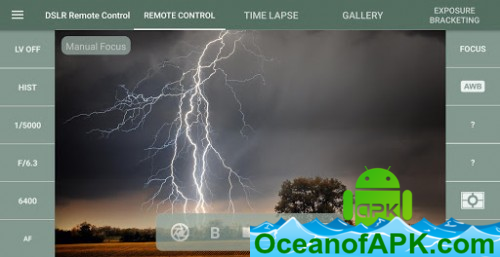 DSLR Remote Control
REMOTE CONTROL
TIME LAPSE
GALLERY
EXPOSURE
BRACKETING
LV OFF
Manual Focus
FOCUS
HIST
AWB
1/5000
?
F/6.3
?
6400
B
AF
APK
OceanofAPK.com